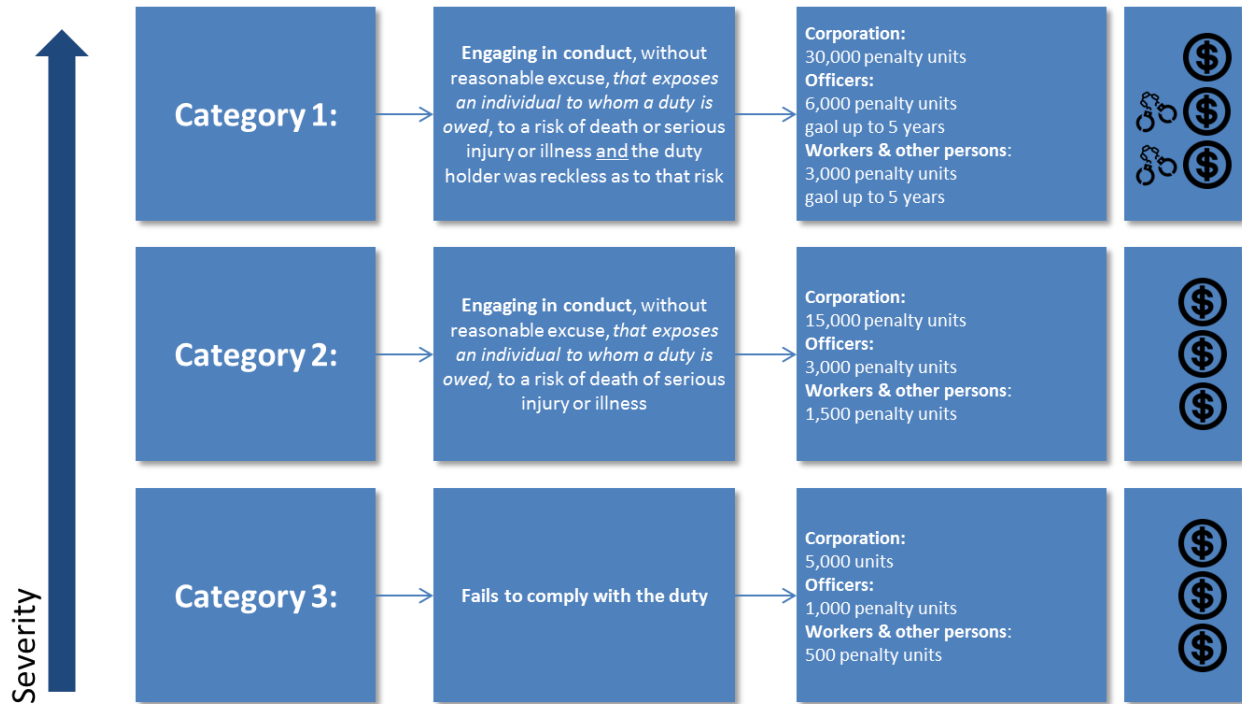 Severity
Category 1:
Engaging in conduct, without
reasonable excuse, that exposes
an individual to whom a duty is
owed, to a risk of death or serious
injury or illness and the duty
holder was reckless as to that risk
Corporation:
30,000 penalty units
Officers:
6,000 penalty units
gaol up to 5 years
Workers & other persons:
3,000 penalty units
gaol up to 5 years
$
$
$
Category 2:
Engaging in conduct, without
reasonable excuse, that exposes
an individual to whom a duty is
owed, to a risk of death of serious
injury or illness
Corporation:
15,000 penalty units
Officers:
3,000 penalty units
Workers & other persons:
1,500 penalty units
$
$
$
Category 3:
Fails to comply with the duty
Corporation:
5,000 units
Officers:
1,000 penalty units
Workers & other persons:
500 penalty units
$
$
$